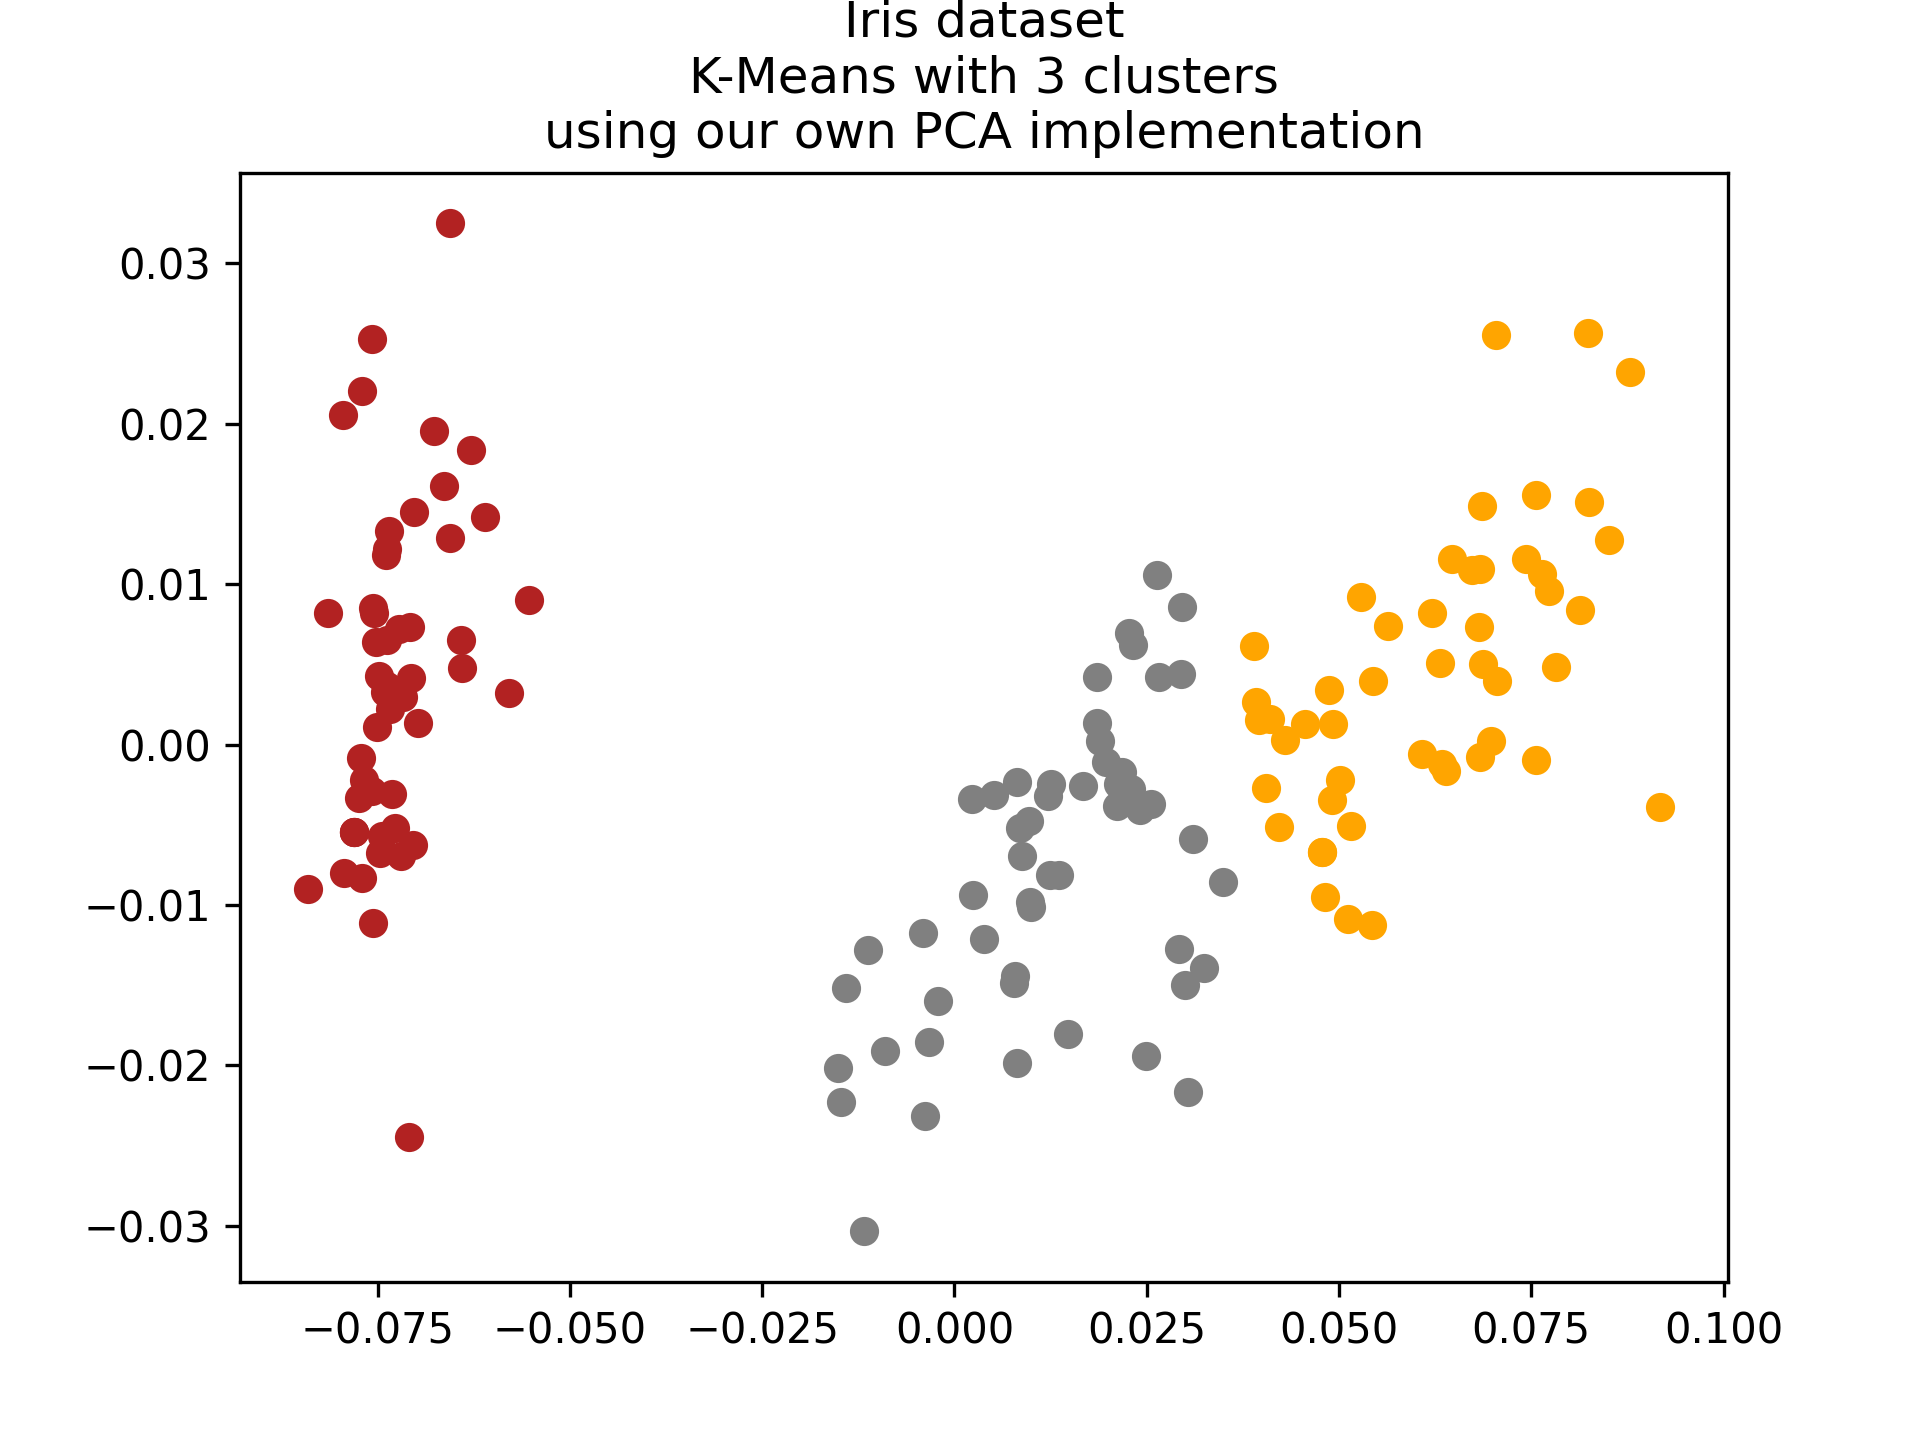 Iris dataset
K-Means with 3 clusters
using our own PCA implementation
0.03
0.02
0.01
0.00
−0.01
−0.02
−0.03
−0.075 −0.050 −0.025 0.000 0.025 0.050 0.075 0.100